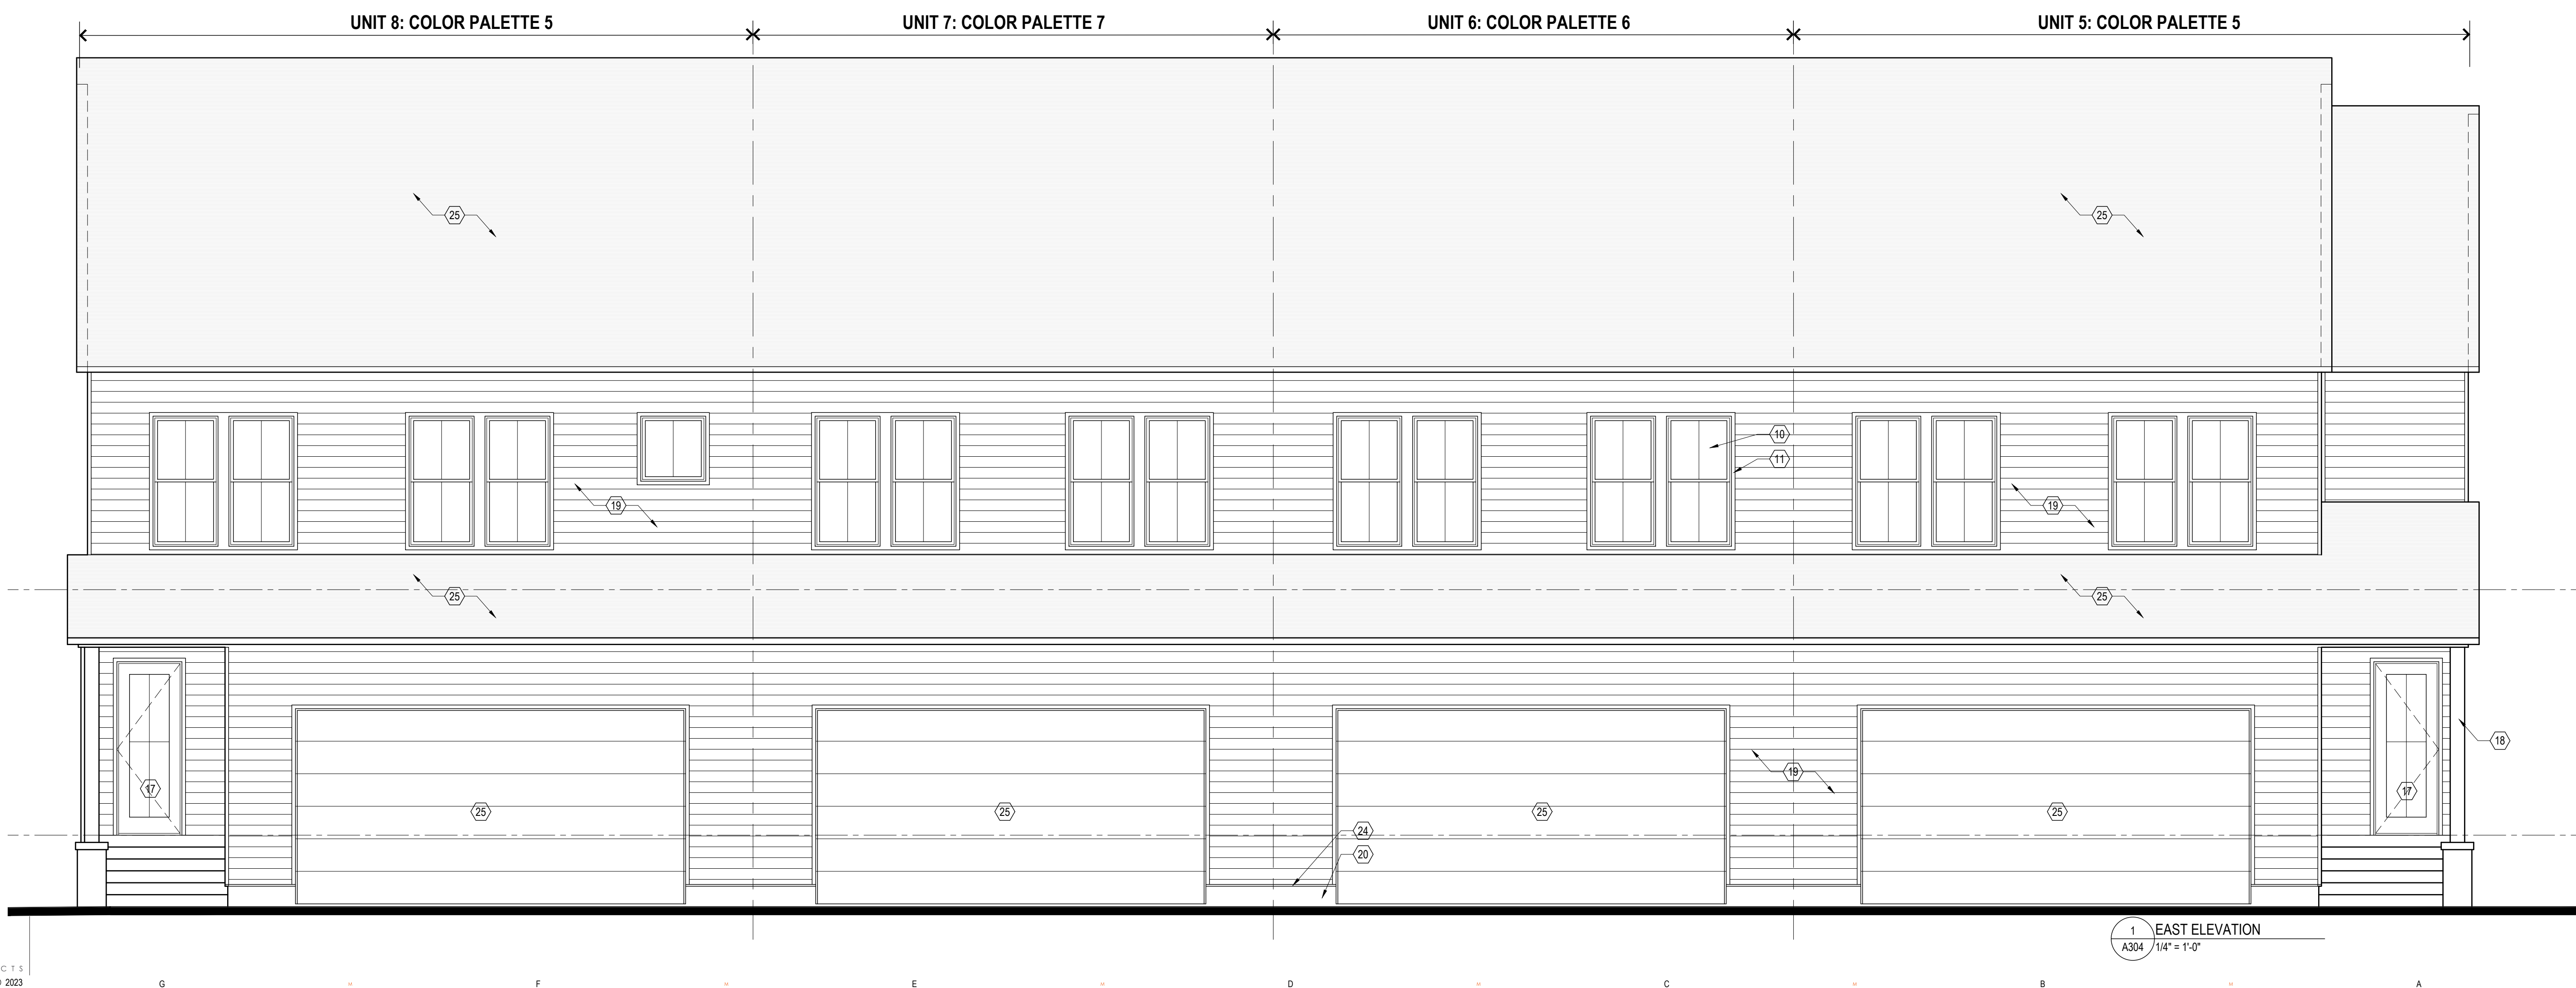 UNIT 8: COLOR PALETTE 5 UNIT 7: COLOR PALETTE 7 UNIT 6: COLOR PALETTE 6 UNIT 5: COLOR PALETTE 5
25 25
10
11
19 19
25 25
18
19
17 17
25 25 25 25
24
20
1 EAST ELEVATION
A304 1/4" = 1'-0"
C T S
© 2023
G M F M E M D M C M B M A